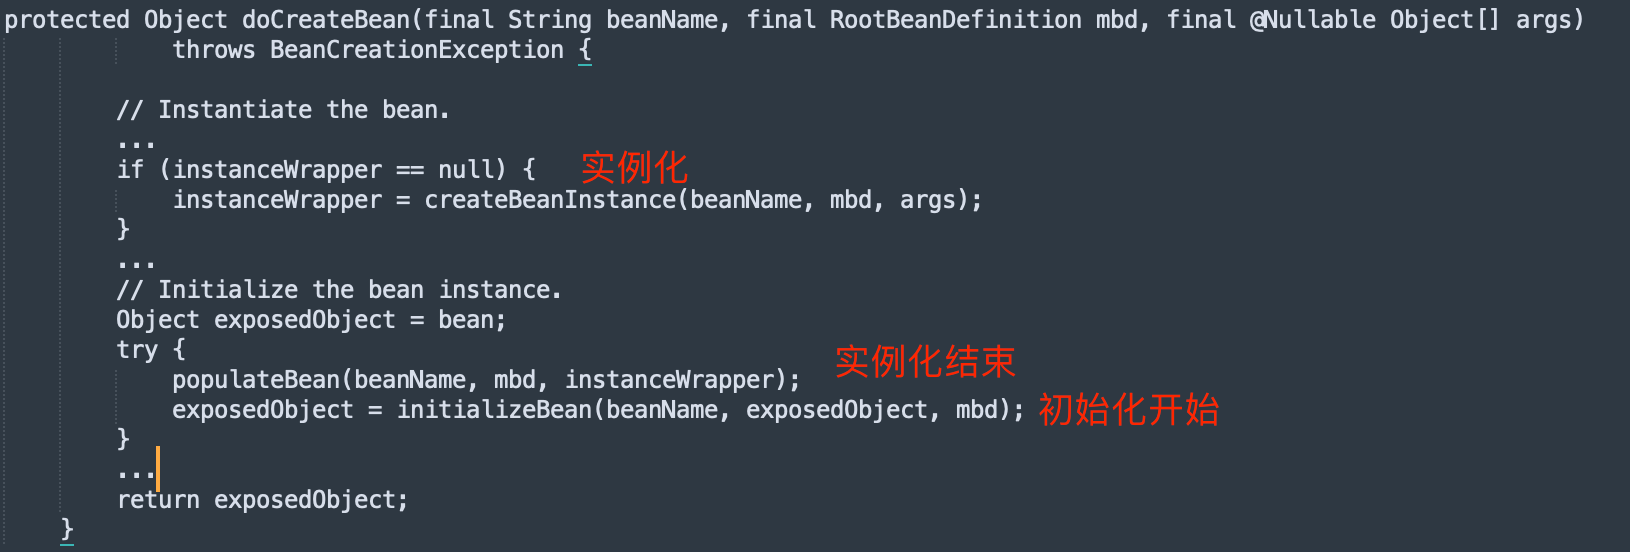 protected Object doCreateBean(final String beanName, final RootBeanDefinition mbd, final @Nullable Object[] args)
throws BeanCreationException {
// Instantiate the bean.
...
if (instanceWrapper == null) { 实例化
instanceWrapper = createBeanInstance(beanName, mbd, args);
}
...
// Initialize the bean instance.
Object exposedObject = bean;
try {
populateBean(beanName, mbd, instanceWrapper); 实例化结束
exposedObject = initializeBean(beanName, exposedObject, mbd); 初始化开始
}
...
return exposedObject;
}